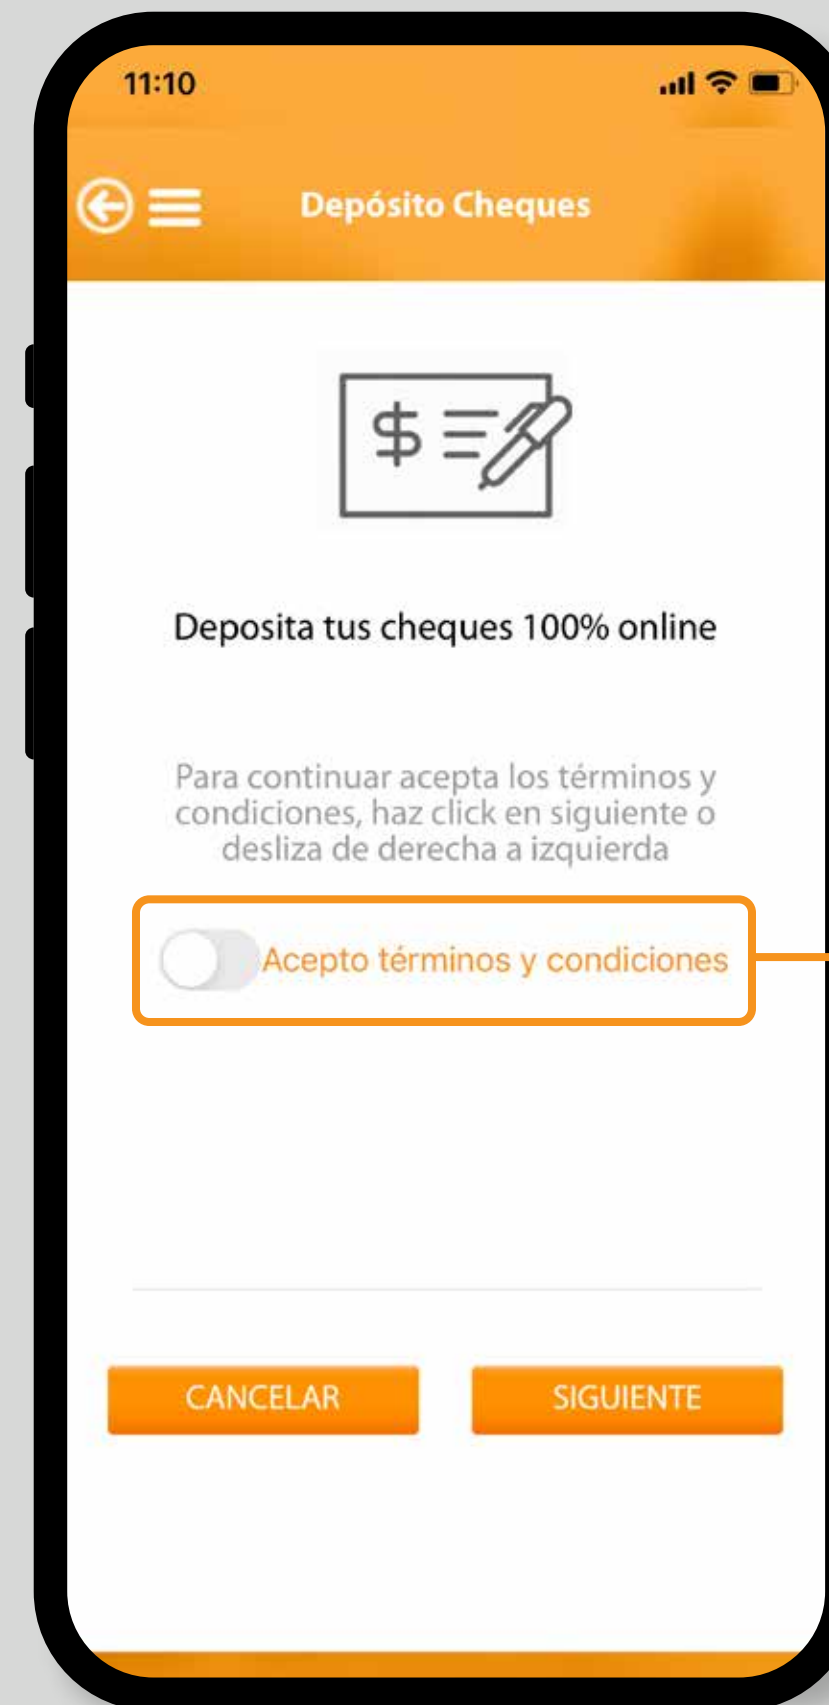 11:10
Depósito Cheques
$
Deposita tus cheques 100% online
Para continuar acepta los términos y
condiciones, haz click en siguiente o
desliza de derecha a izquierda
Acepto términos y condiciones
CANCELAR SIGUIENTE